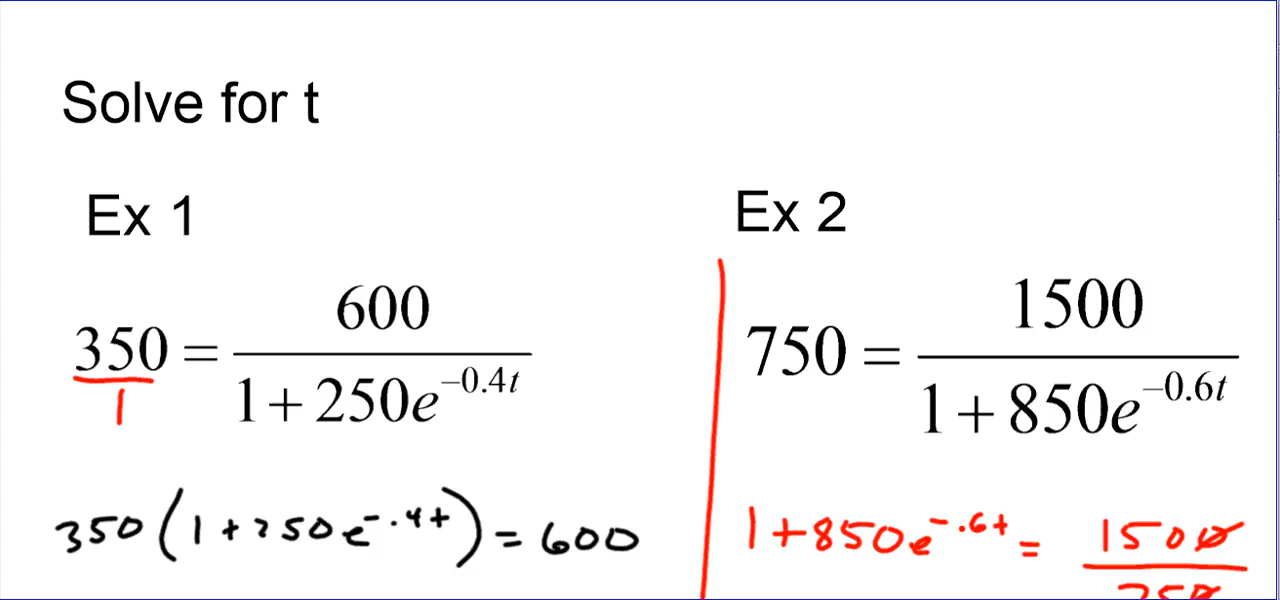 Solve for t
Ex 1
350 = 600 / (1 + 250e^(−0.4t))
1
350(1 + 250e^(-.4t)) = 600
Ex 2
750 = 1500 / (1 + 850e^(−0.6t))
1 + 850e^(-.6t) = 1500 / 750